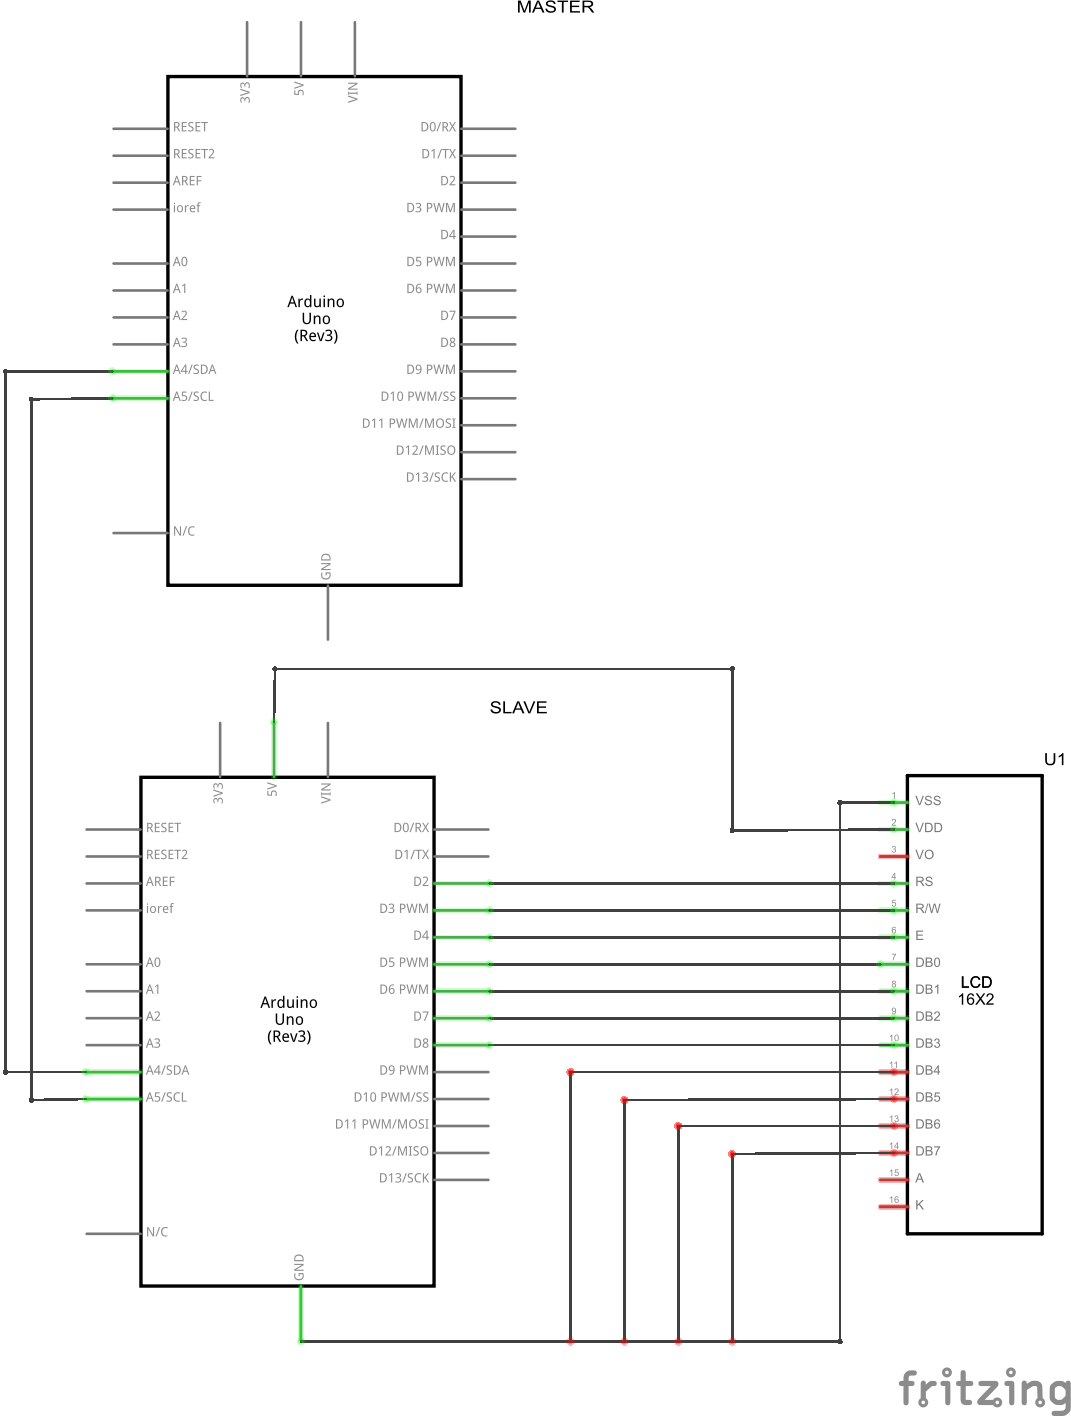 MASTER
3V3
5V
VIN
RESET
RESET2
AREF
ioref
A0
A1
A2
A3
A4/SDA
A5/SCL
N/C
D0/RX
D1/TX
D2
D3 PWM
D4
D5 PWM
D6 PWM
D7
D8
D9 PWM
D10 PWM/SS
D11 PWM/MOSI
D12/MISO
D13/SCK
Arduino
Uno
(Rev3)
GND
SLAVE
3V3
5V
VIN
RESET
RESET2
AREF
ioref
A0
A1
A2
A3
A4/SDA
A5/SCL
N/C
D0/RX
D1/TX
D2
D3 PWM
D4
D5 PWM
D6 PWM
D7
D8
D9 PWM
D10 PWM/SS
D11 PWM/MOSI
D12/MISO
D13/SCK
Arduino
Uno
(Rev3)
GND
U1
1 VSS
2 VDD
3 VO
4 RS
5 R/W
6 E
7 DB0
8 DB1
9 DB2
10 DB3
11 DB4
12 DB5
13 DB6
14 DB7
15 A
16 K
LCD
16X2
fritzing